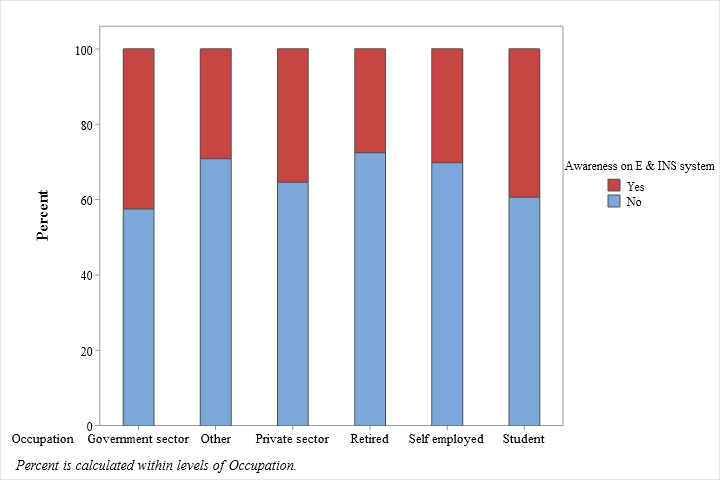 100
80
60
40
20
0
Percent
Awareness on E & INS system
Yes
No
Occupation Government sector Other Private sector Retired Self employed Student
Percent is calculated within levels of Occupation.